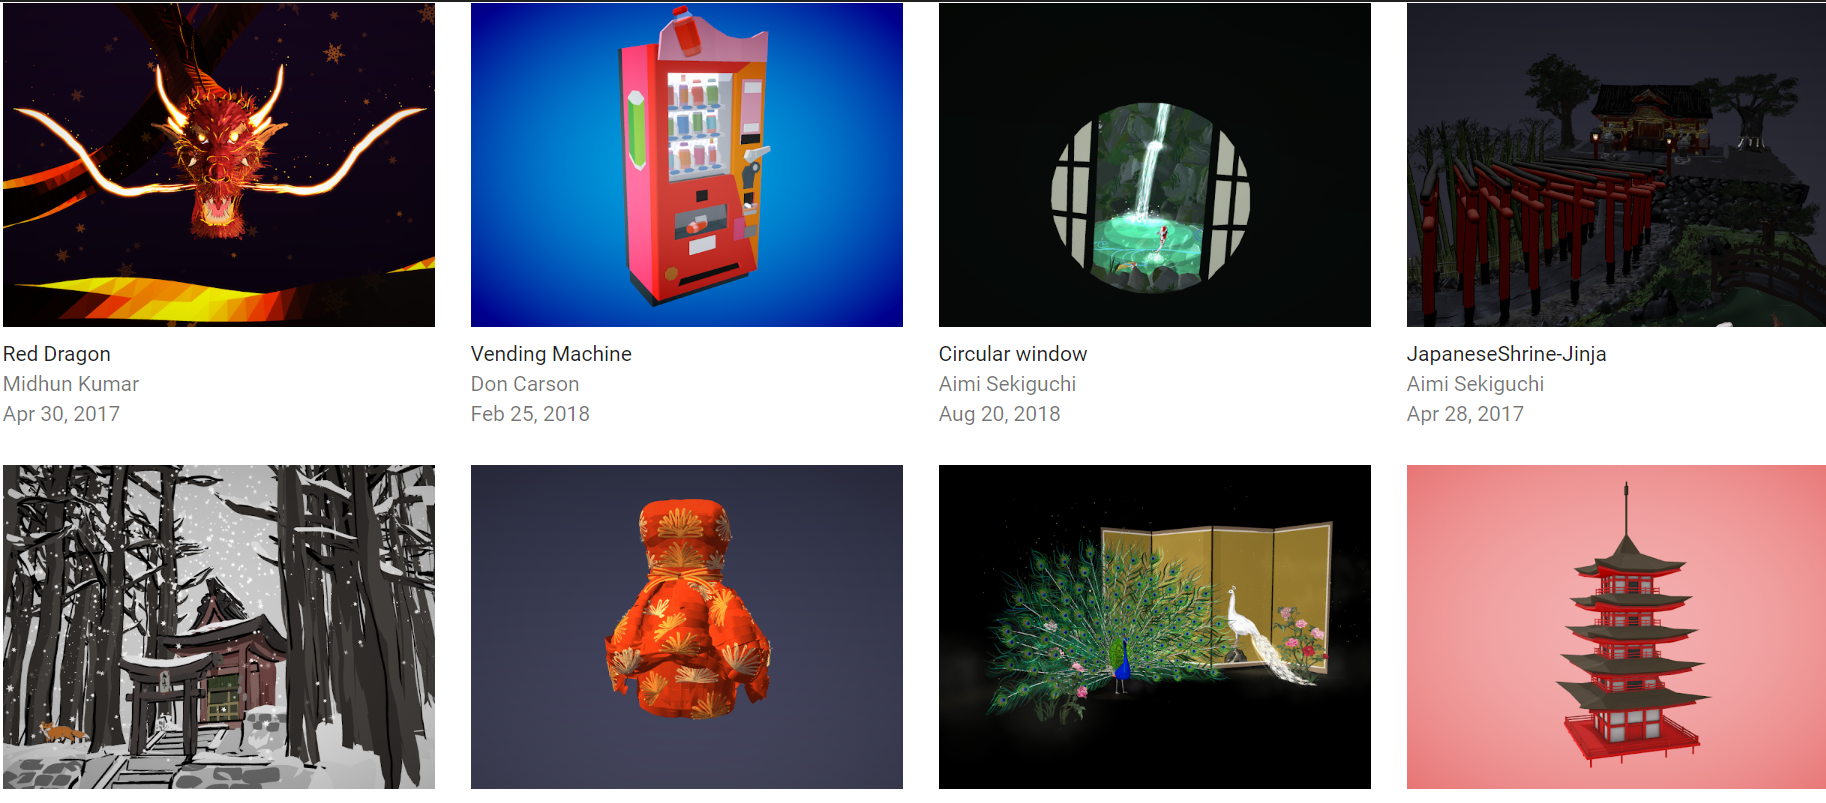 Red Dragon
Midhun Kumar
Apr 30, 2017
Vending Machine
Don Carson
Feb 25, 2018
Circular window
Aimi Sekiguchi
Aug 20, 2018
JapaneseShrine-Jinja
Aimi Sekiguchi
Apr 28, 2017